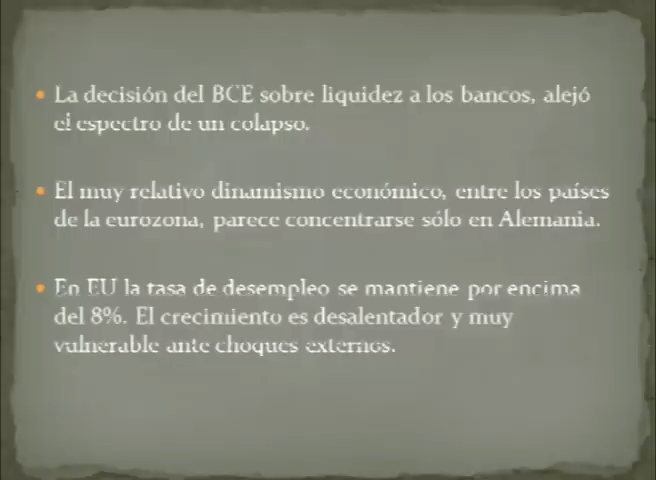 • La decisión del BCE sobre liquidez a los bancos, alejó
el espectro de un colapso.
• El muy relativo dinamismo económico, entre los países
de la eurozona, parece concentrarse sólo en Alemania.
• En EU la tasa de desempleo se mantiene por encima
del 8%. El crecimiento es desalentador y muy
vulnerable ante choques externos.